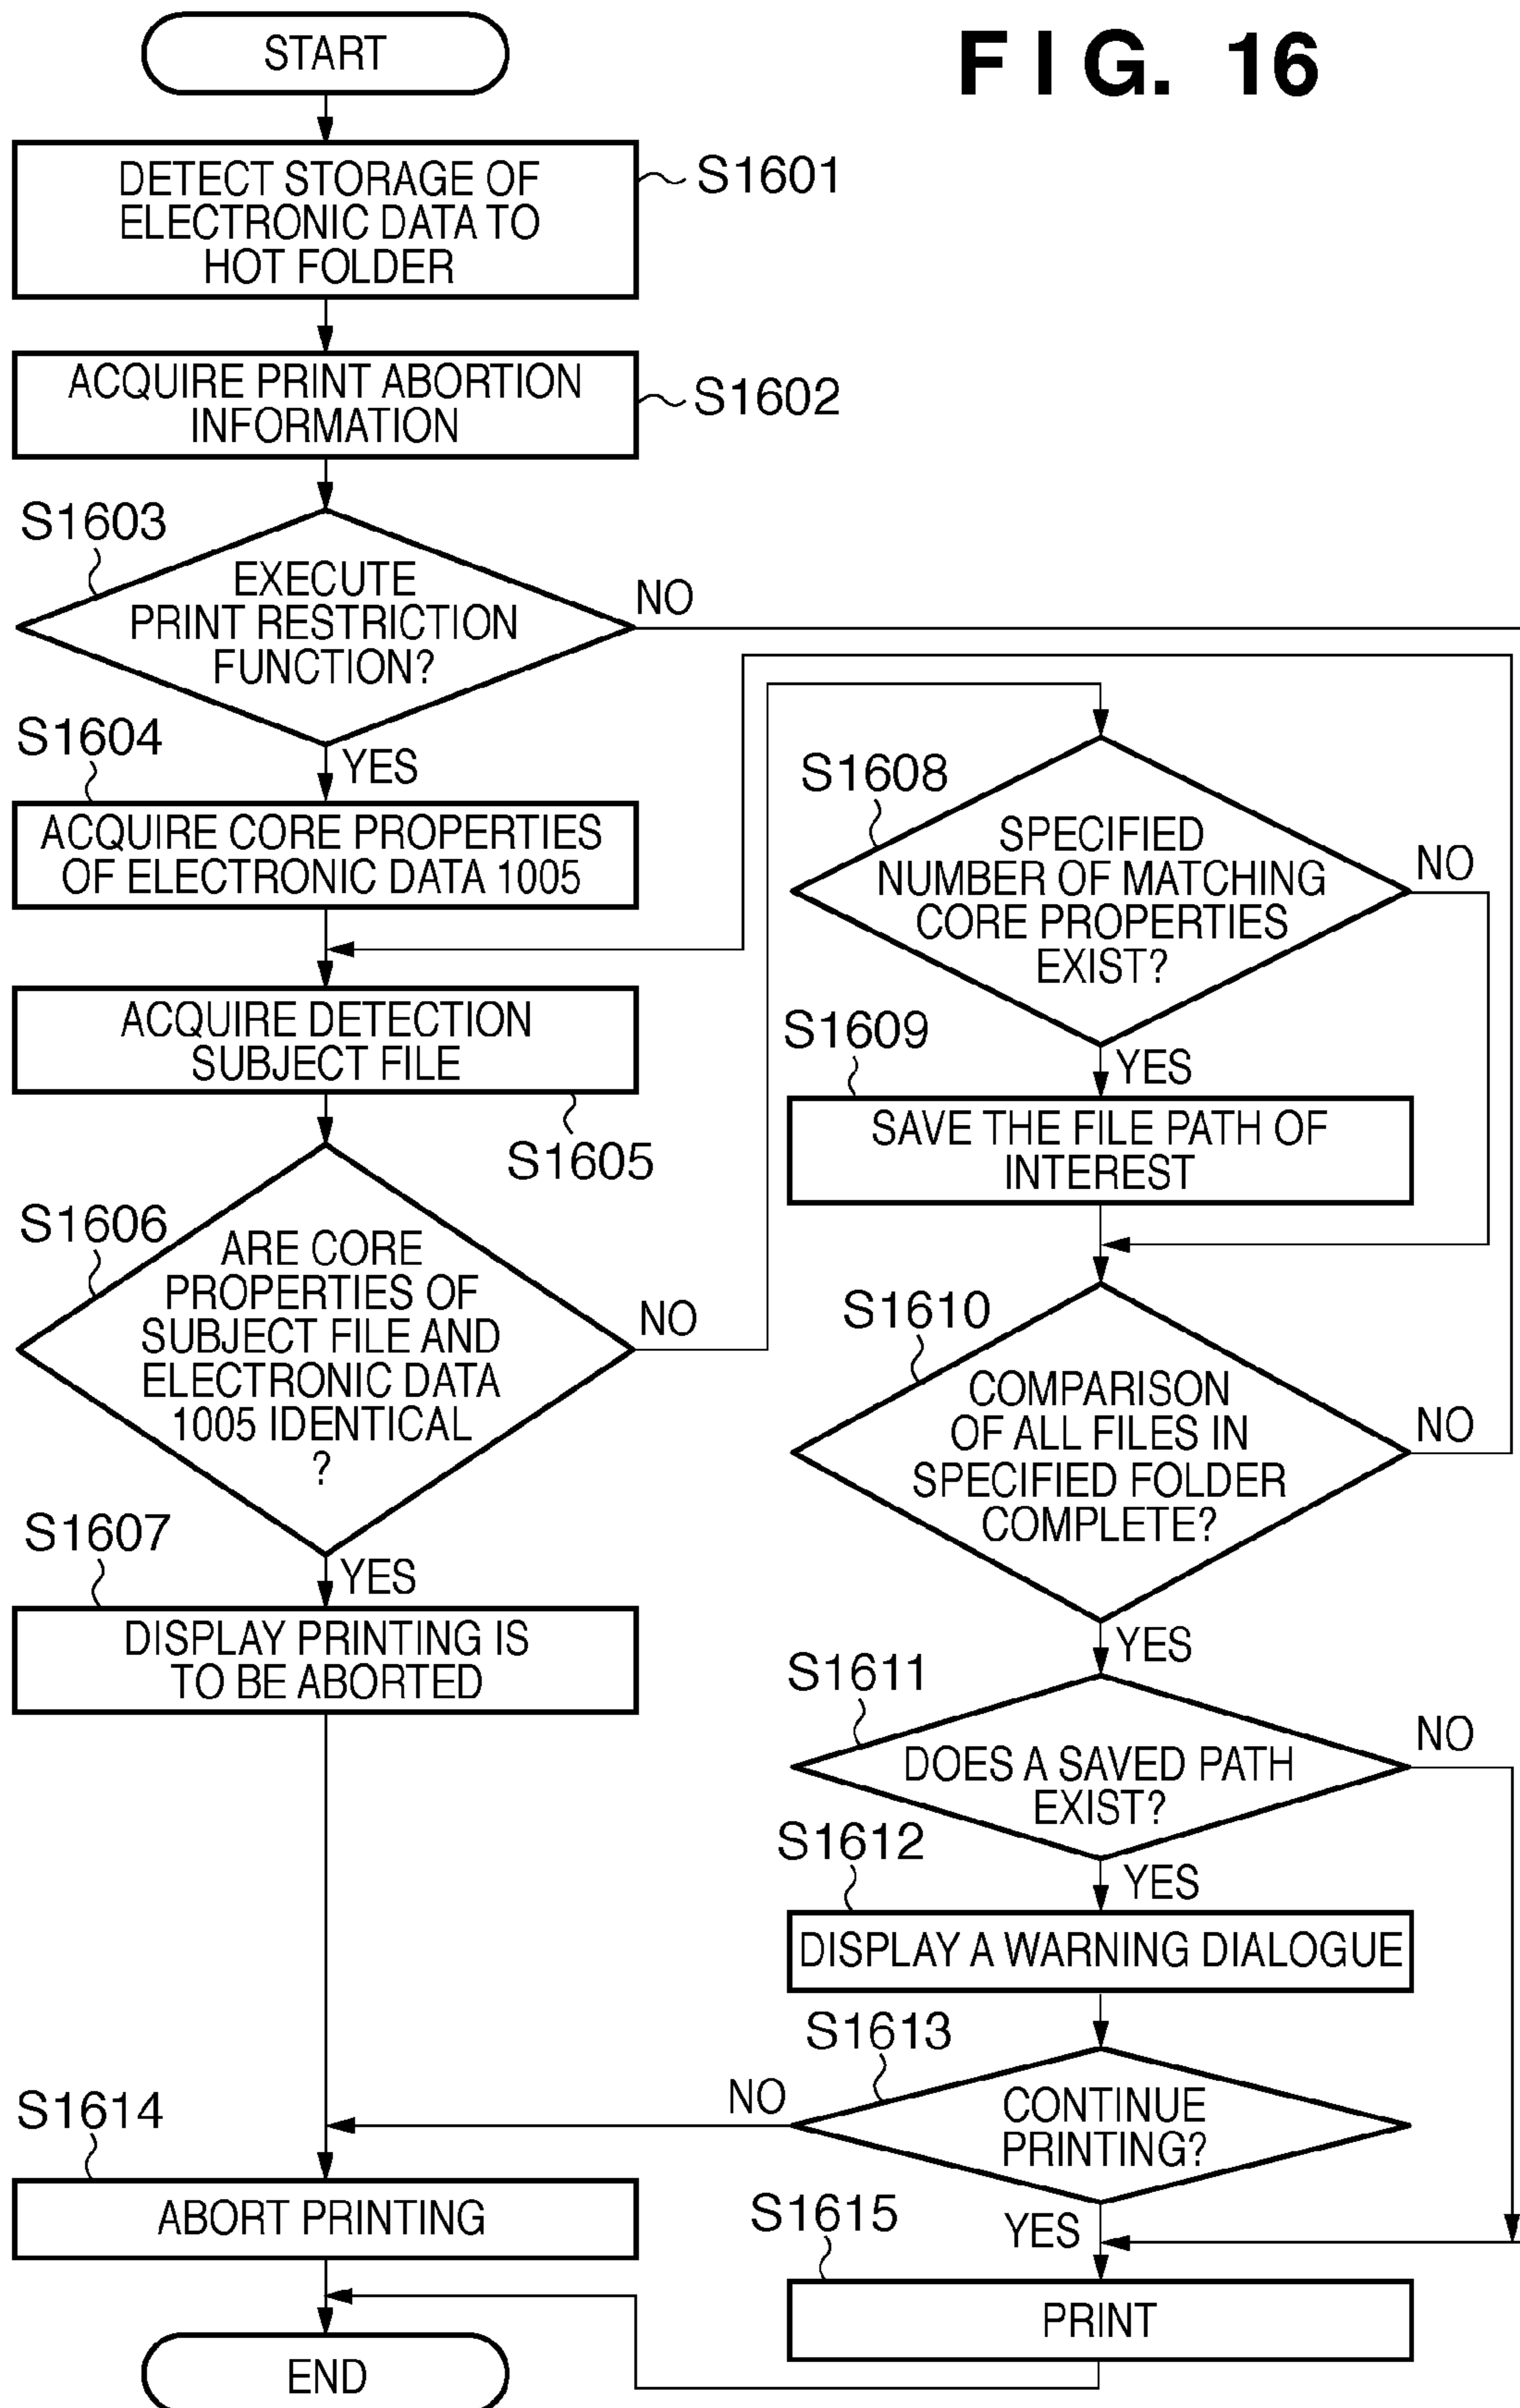 FIG. 16
START
DETECT STORAGE OF
ELECTRONIC DATA TO
HOT FOLDER
S1601
ACQUIRE PRINT ABORTION
INFORMATION
S1602
S1603
EXECUTE
PRINT RESTRICTION
FUNCTION?
NO
YES
S1604
ACQUIRE CORE PROPERTIES
OF ELECTRONIC DATA 1005
ACQUIRE DETECTION
SUBJECT FILE
S1605
S1606
ARE CORE
PROPERTIES OF
SUBJECT FILE AND
ELECTRONIC DATA
1005 IDENTICAL
?
NO
YES
S1607
DISPLAY PRINTING IS
TO BE ABORTED
S1608
SPECIFIED
NUMBER OF MATCHING
CORE PROPERTIES
EXIST?
NO
YES
S1609
SAVE THE FILE PATH OF
INTEREST
S1610
COMPARISON
OF ALL FILES IN
SPECIFIED FOLDER
COMPLETE?
NO
YES
S1611
DOES A SAVED PATH
EXIST?
NO
YES
S1612
DISPLAY A WARNING DIALOGUE
S1613
CONTINUE
PRINTING?
NO
YES
S1614
ABORT PRINTING
S1615
PRINT
END